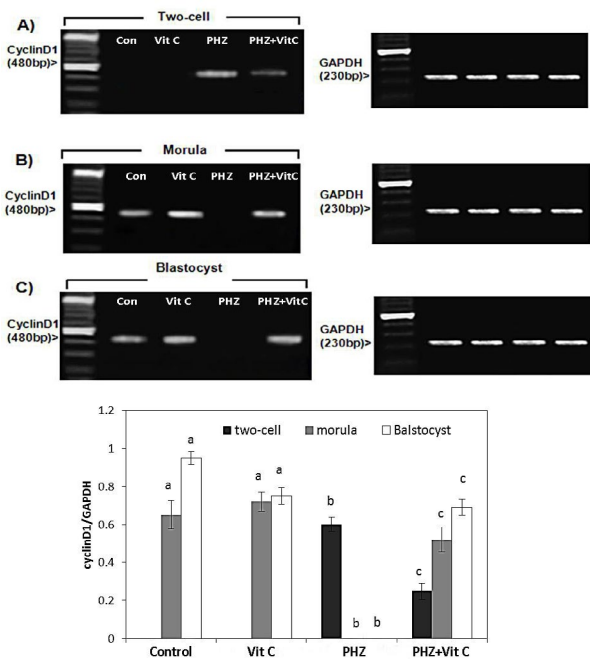 A)
Two-cell
CyclinD1
(480bp)>
Con Vit C PHZ PHZ+VitC
GAPDH
(230bp)>
B)
Morula
CyclinD1
(480bp)>
Con Vit C PHZ PHZ+VitC
GAPDH
(230bp)>
C)
Blastocyst
CyclinD1
(480bp)>
Con Vit C PHZ PHZ+VitC
GAPDH
(230bp)>
cyclinD1/GAPDH
1.2
1
0.8
0.6
0.4
0.2
0
two-cell morula Balstocyst
a a
a a
b b b
c c c
Control Vit C PHZ PHZ+Vit C